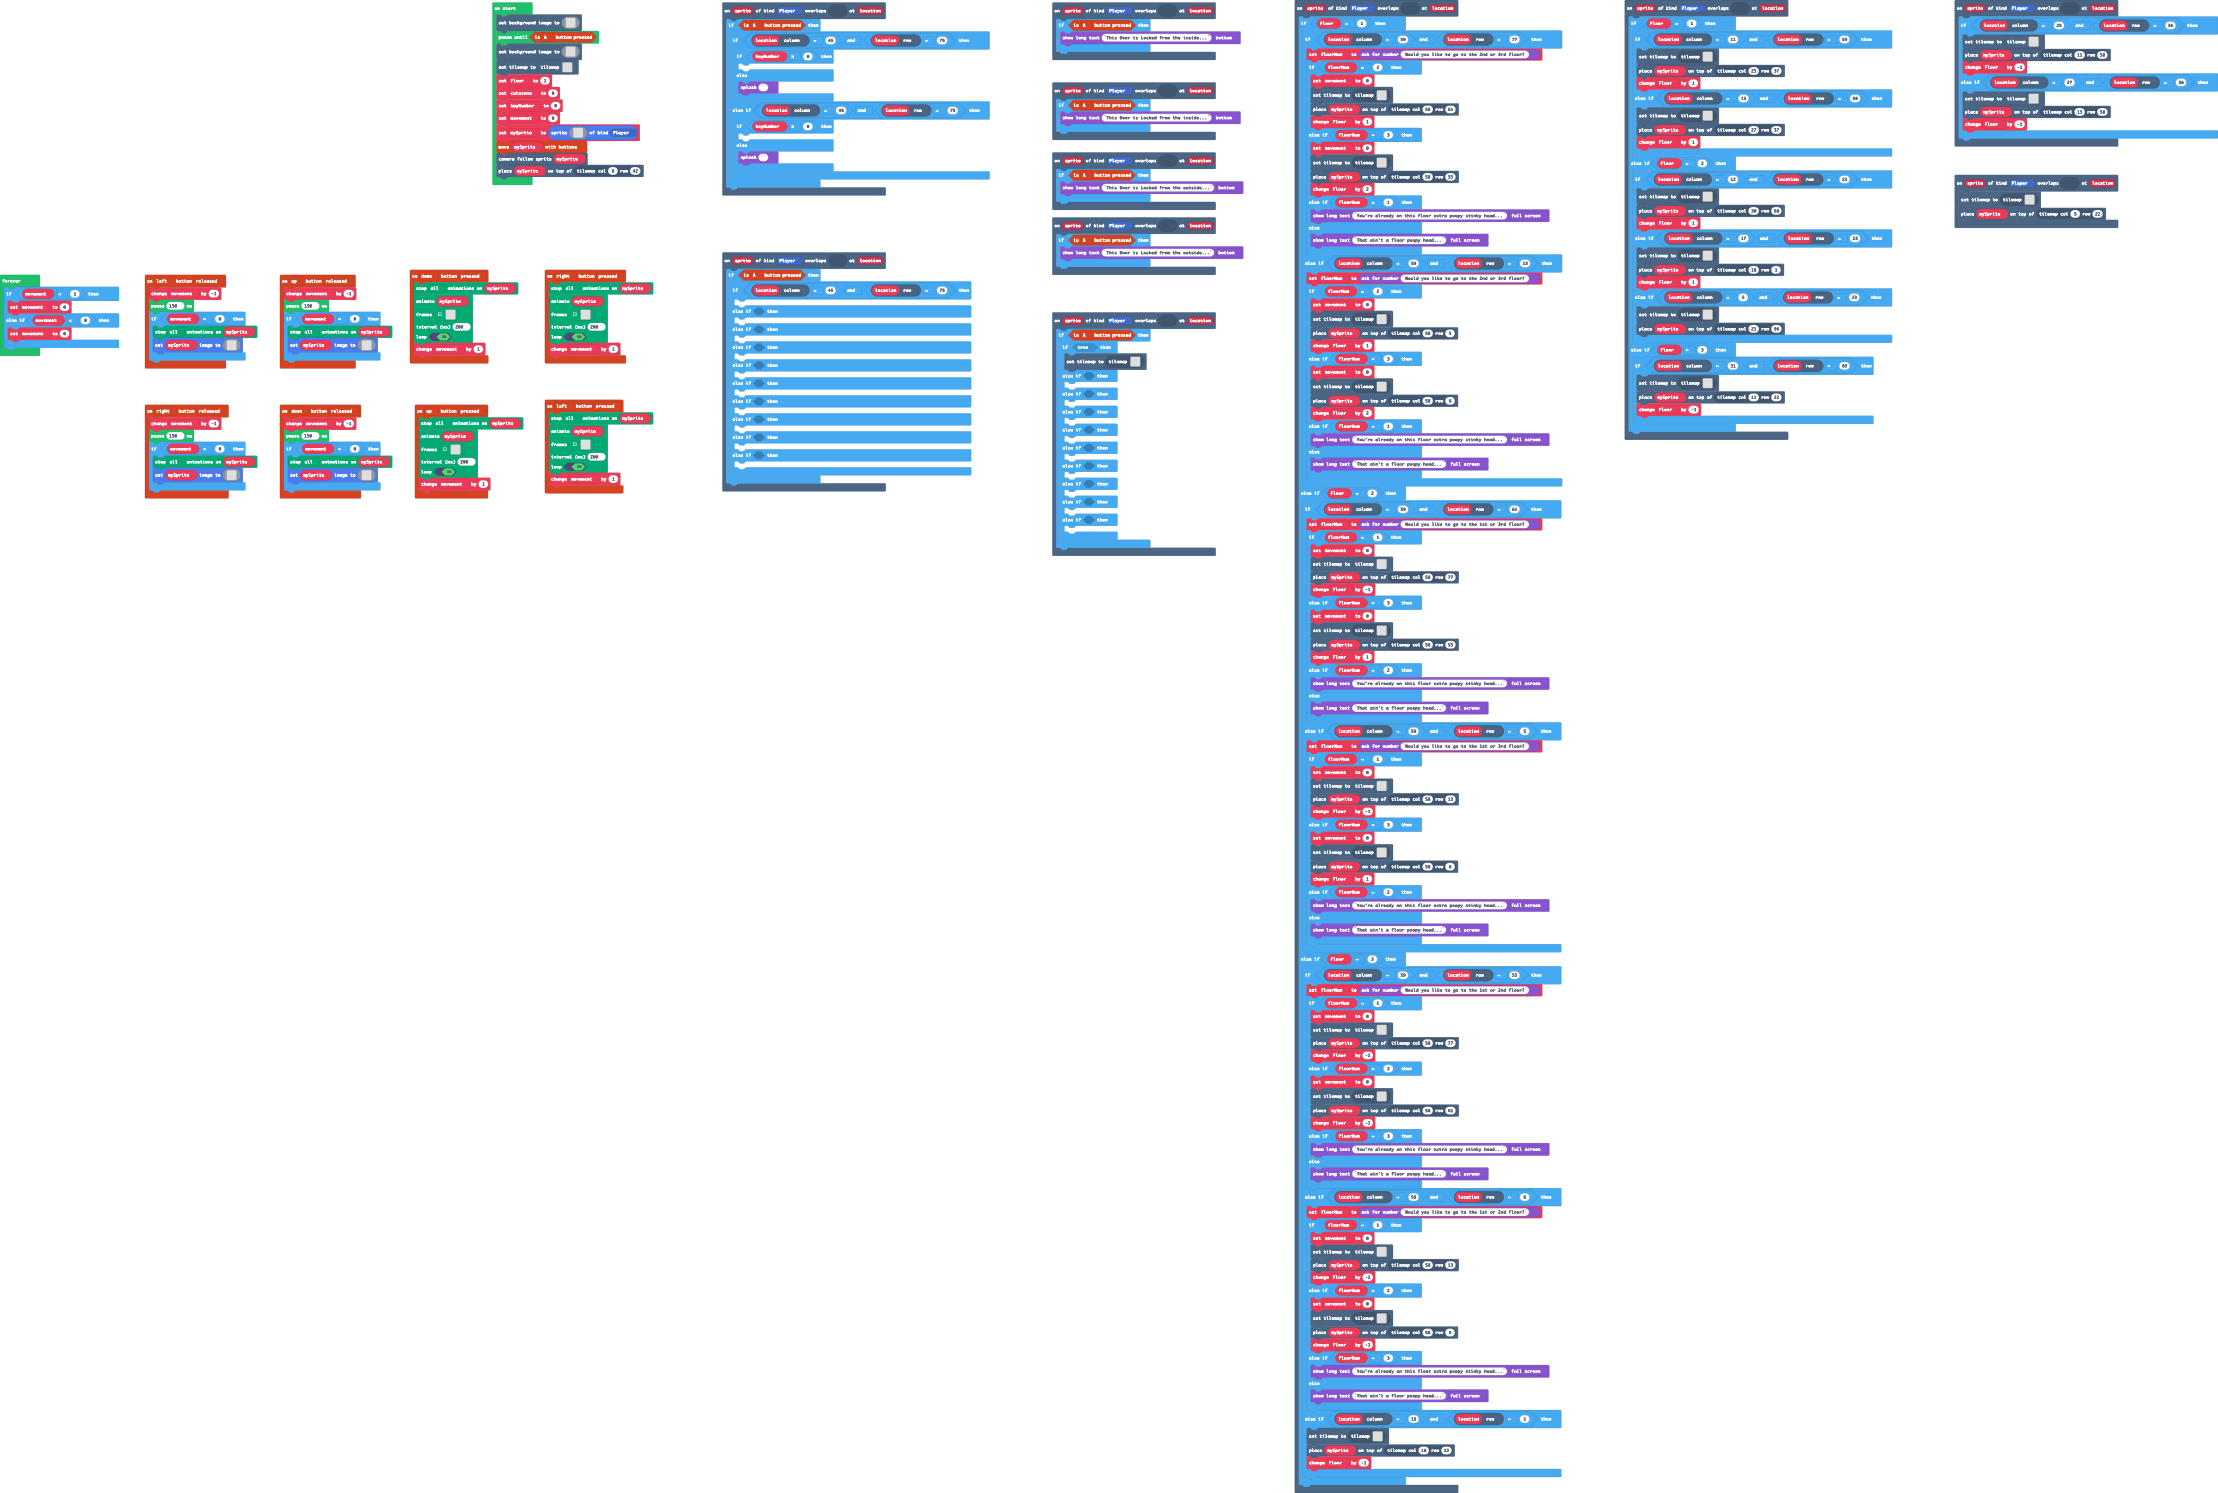 on start
set background image to
pause until is A button pressed
set background image to
set tilemap to tilemap
set floor to 1
set cutscene to 0
set keyNumber to 0
set movement to 0
set mySprite to sprite of kind Player
move mySprite with buttons
camera follow sprite mySprite
place mySprite on top of tilemap col 8 row 42
forever
if movement < 1 then
set movement to 0
else if movement < 0 then
set movement to 0
on left button released
change movement by -1
pause 150 ms
if movement = 0 then
stop all animations on mySprite
set mySprite image to
on up button released
change movement by -1
pause 150 ms
if movement = 0 then
stop all animations on mySprite
set mySprite image to
on down button pressed
stop all animations on mySprite
animate mySprite
frames
interval (ms) 200
loop
change movement by 1
on right button pressed
stop all animations on mySprite
animate mySprite
frames
interval (ms) 200
loop
change movement by 1
on right button released
change movement by -1
pause 150 ms
if movement = 0 then
stop all animations on mySprite
set mySprite image to
on down button released
change movement by -1
pause 150 ms
if movement = 0 then
stop all animations on mySprite
set mySprite image to
on up button pressed
stop all animations on mySprite
animate mySprite
frames
interval (ms) 200
loop
change movement by 1
on left button pressed
stop all animations on mySprite
animate mySprite
frames
interval (ms) 200
loop
change movement by 1
on sprite of kind Player overlaps at location
if is A button pressed then
if location column = 45 and location row = 75 then
if keyNumber ≥ 0 then
else
splash
else if location column = 45 and location row = 75 then
if keyNumber ≥ 0 then
else
splash
on sprite of kind Player overlaps at location
if is A button pressed then
if location column = 45 and location row = 75 then
else if then
else if then
else if then
else if then
else if then
else if then
else if then
else if then
else if then
on sprite of kind Player overlaps at location
if is A button pressed then
show long text This Door is Locked from the inside... bottom
on sprite of kind Player overlaps at location
if is A button pressed then
show long text This Door is Locked from the inside... bottom
on sprite of kind Player overlaps at location
if is A button pressed then
show long text This Door is Locked from the outside... bottom
on sprite of kind Player overlaps at location
if is A button pressed then
show long text This Door is Locked from the outside... bottom
on sprite of kind Player overlaps at location
if is A button pressed then
if true then
set tilemap to tilemap
else if then
else if then
else if then
else if then
else if then
else if then
else if then
else if then
else if then
on sprite of kind Player overlaps at location
if floor = 1 then
if location column = 59 and location row = 77 then
set floorNum to ask for number Would you like to go to the 2nd or 3rd floor?
if floorNum = 2 then
set movement to 0
set tilemap to tilemap
place mySprite on top of tilemap col 58 row 61
change floor by 1
else if floorNum = 3 then
set movement to 0
set tilemap to tilemap
place mySprite on top of tilemap col 58 row 55
change floor by 2
else if floorNum = 1 then
show long text You're already on this floor extra poopy stinky head... full screen
else
show long text That ain't a floor poopy head... full screen
else if location column = 59 and location row = 13 then
set floorNum to ask for number Would you like to go to the 2nd or 3rd floor?
if floorNum = 2 then
set movement to 0
set tilemap to tilemap
place mySprite on top of tilemap col 58 row 5
change floor by 1
else if floorNum = 3 then
set movement to 0
set tilemap to tilemap
place mySprite on top of tilemap col 58 row 6
change floor by 2
else if floorNum = 1 then
show long text You're already on this floor extra poopy stinky head... full screen
else
show long text That ain't a floor poopy head... full screen
else if floor = 2 then
if location column = 59 and location row = 61 then
set floorNum to ask for number Would you like to go to the 1st or 3rd floor?
if floorNum = 1 then
set movement to 0
set tilemap to tilemap
place mySprite on top of tilemap col 58 row 77
change floor by -1
else if floorNum = 3 then
set movement to 0
set tilemap to tilemap
place mySprite on top of tilemap col 58 row 55
change floor by 1
else if floorNum = 2 then
show long text You're already on this floor extra poopy stinky head... full screen
else
show long text That ain't a floor poopy head... full screen
else if location column = 59 and location row = 5 then
set floorNum to ask for number Would you like to go to the 1st or 3rd floor?
if floorNum = 1 then
set movement to 0
set tilemap to tilemap
place mySprite on top of tilemap col 58 row 13
change floor by -1
else if floorNum = 3 then
set movement to 0
set tilemap to tilemap
place mySprite on top of tilemap col 58 row 6
change floor by 1
else if floorNum = 2 then
show long text You're already on this floor extra poopy stinky head... full screen
else
show long text That ain't a floor poopy head... full screen
else if floor = 3 then
if location column = 59 and location row = 55 then
set floorNum to ask for number Would you like to go to the 1st or 2nd floor?
if floorNum = 1 then
set movement to 0
set tilemap to tilemap
place mySprite on top of tilemap col 58 row 77
change floor by -2
else if floorNum = 2 then
set movement to 0
set tilemap to tilemap
place mySprite on top of tilemap col 58 row 61
change floor by -1
else if floorNum = 3 then
show long text You're already on this floor extra poopy stinky head... full screen
else
show long text That ain't a floor poopy head... full screen
else if location column = 59 and location row = 6 then
set floorNum to ask for number Would you like to go to the 1st or 2nd floor?
if floorNum = 1 then
set movement to 0
set tilemap to tilemap
place mySprite on top of tilemap col 58 row 13
change floor by -2
else if floorNum = 2 then
set movement to 0
set tilemap to tilemap
place mySprite on top of tilemap col 58 row 5
change floor by -1
else if floorNum = 3 then
show long text You're already on this floor extra poopy stinky head... full screen
else
show long text That ain't a floor poopy head... full screen
else if location column = 18 and location row = 1 then
set tilemap to tilemap
place mySprite on top of tilemap col 16 row 22
change floor by -1
on sprite of kind Player overlaps at location
if floor = 1 then
if location column = 11 and location row = 59 then
set tilemap to tilemap
place mySprite on top of tilemap col 25 row 37
change floor by 1
else if location column = 13 and location row = 59 then
set tilemap to tilemap
place mySprite on top of tilemap col 27 row 37
change floor by 1
else if floor = 2 then
if location column = 12 and location row = 23 then
set tilemap to tilemap
place mySprite on top of tilemap col 30 row 68
change floor by 1
else if location column = 17 and location row = 23 then
set tilemap to tilemap
place mySprite on top of tilemap col 18 row 3
change floor by 1
else if location column = 5 and location row = 23 then
set tilemap to tilemap
place mySprite on top of tilemap col 23 row 96
else if floor = 3 then
if location column = 31 and location row = 69 then
set tilemap to tilemap
place mySprite on top of tilemap col 11 row 22
change floor by -1
on sprite of kind Player overlaps at location
if location column = 25 and location row = 36 then
set tilemap to tilemap
place mySprite on top of tilemap col 11 row 58
change floor by -1
else if location column = 27 and location row = 36 then
set tilemap to tilemap
place mySprite on top of tilemap col 13 row 58
change floor by -1
on sprite of kind Player overlaps at location
set tilemap to tilemap
place mySprite on top of tilemap col 5 row 22